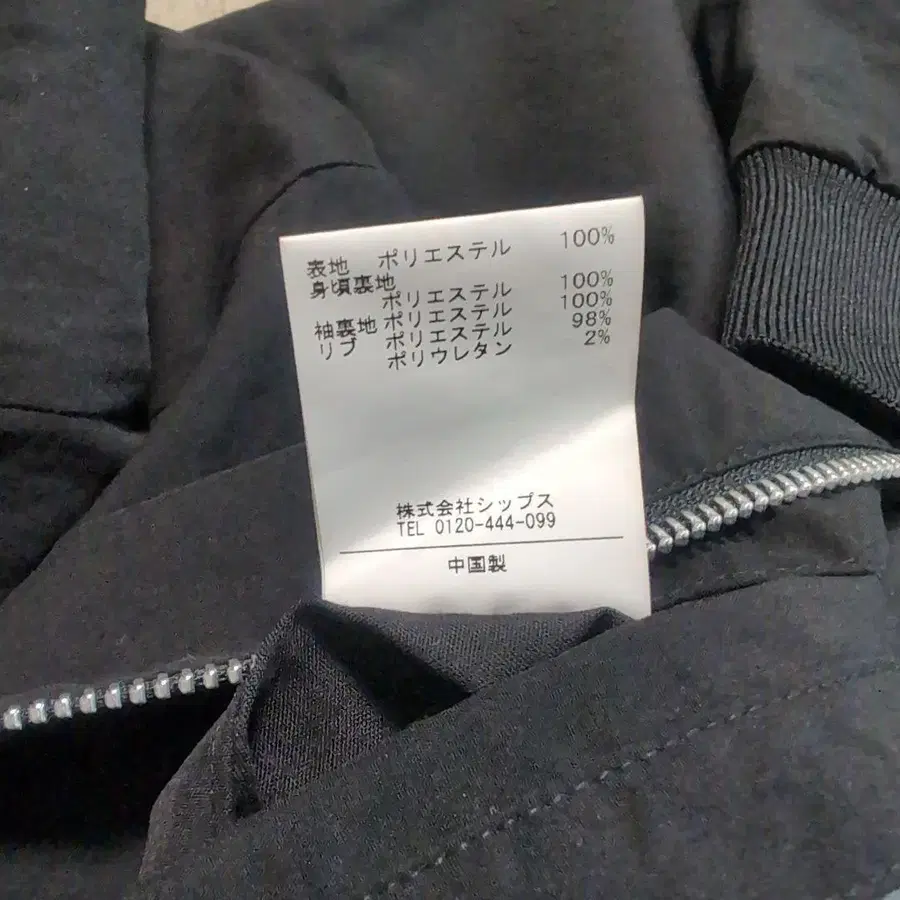 表地 ポリエステル 100%
身頃裏地
ポリエステル 100%
袖裏地 ポリエステル 100%
リブ ポリエステル 98%
ポリウレタン 2%
株式会社シップス
TEL 0120-444-099
中国製